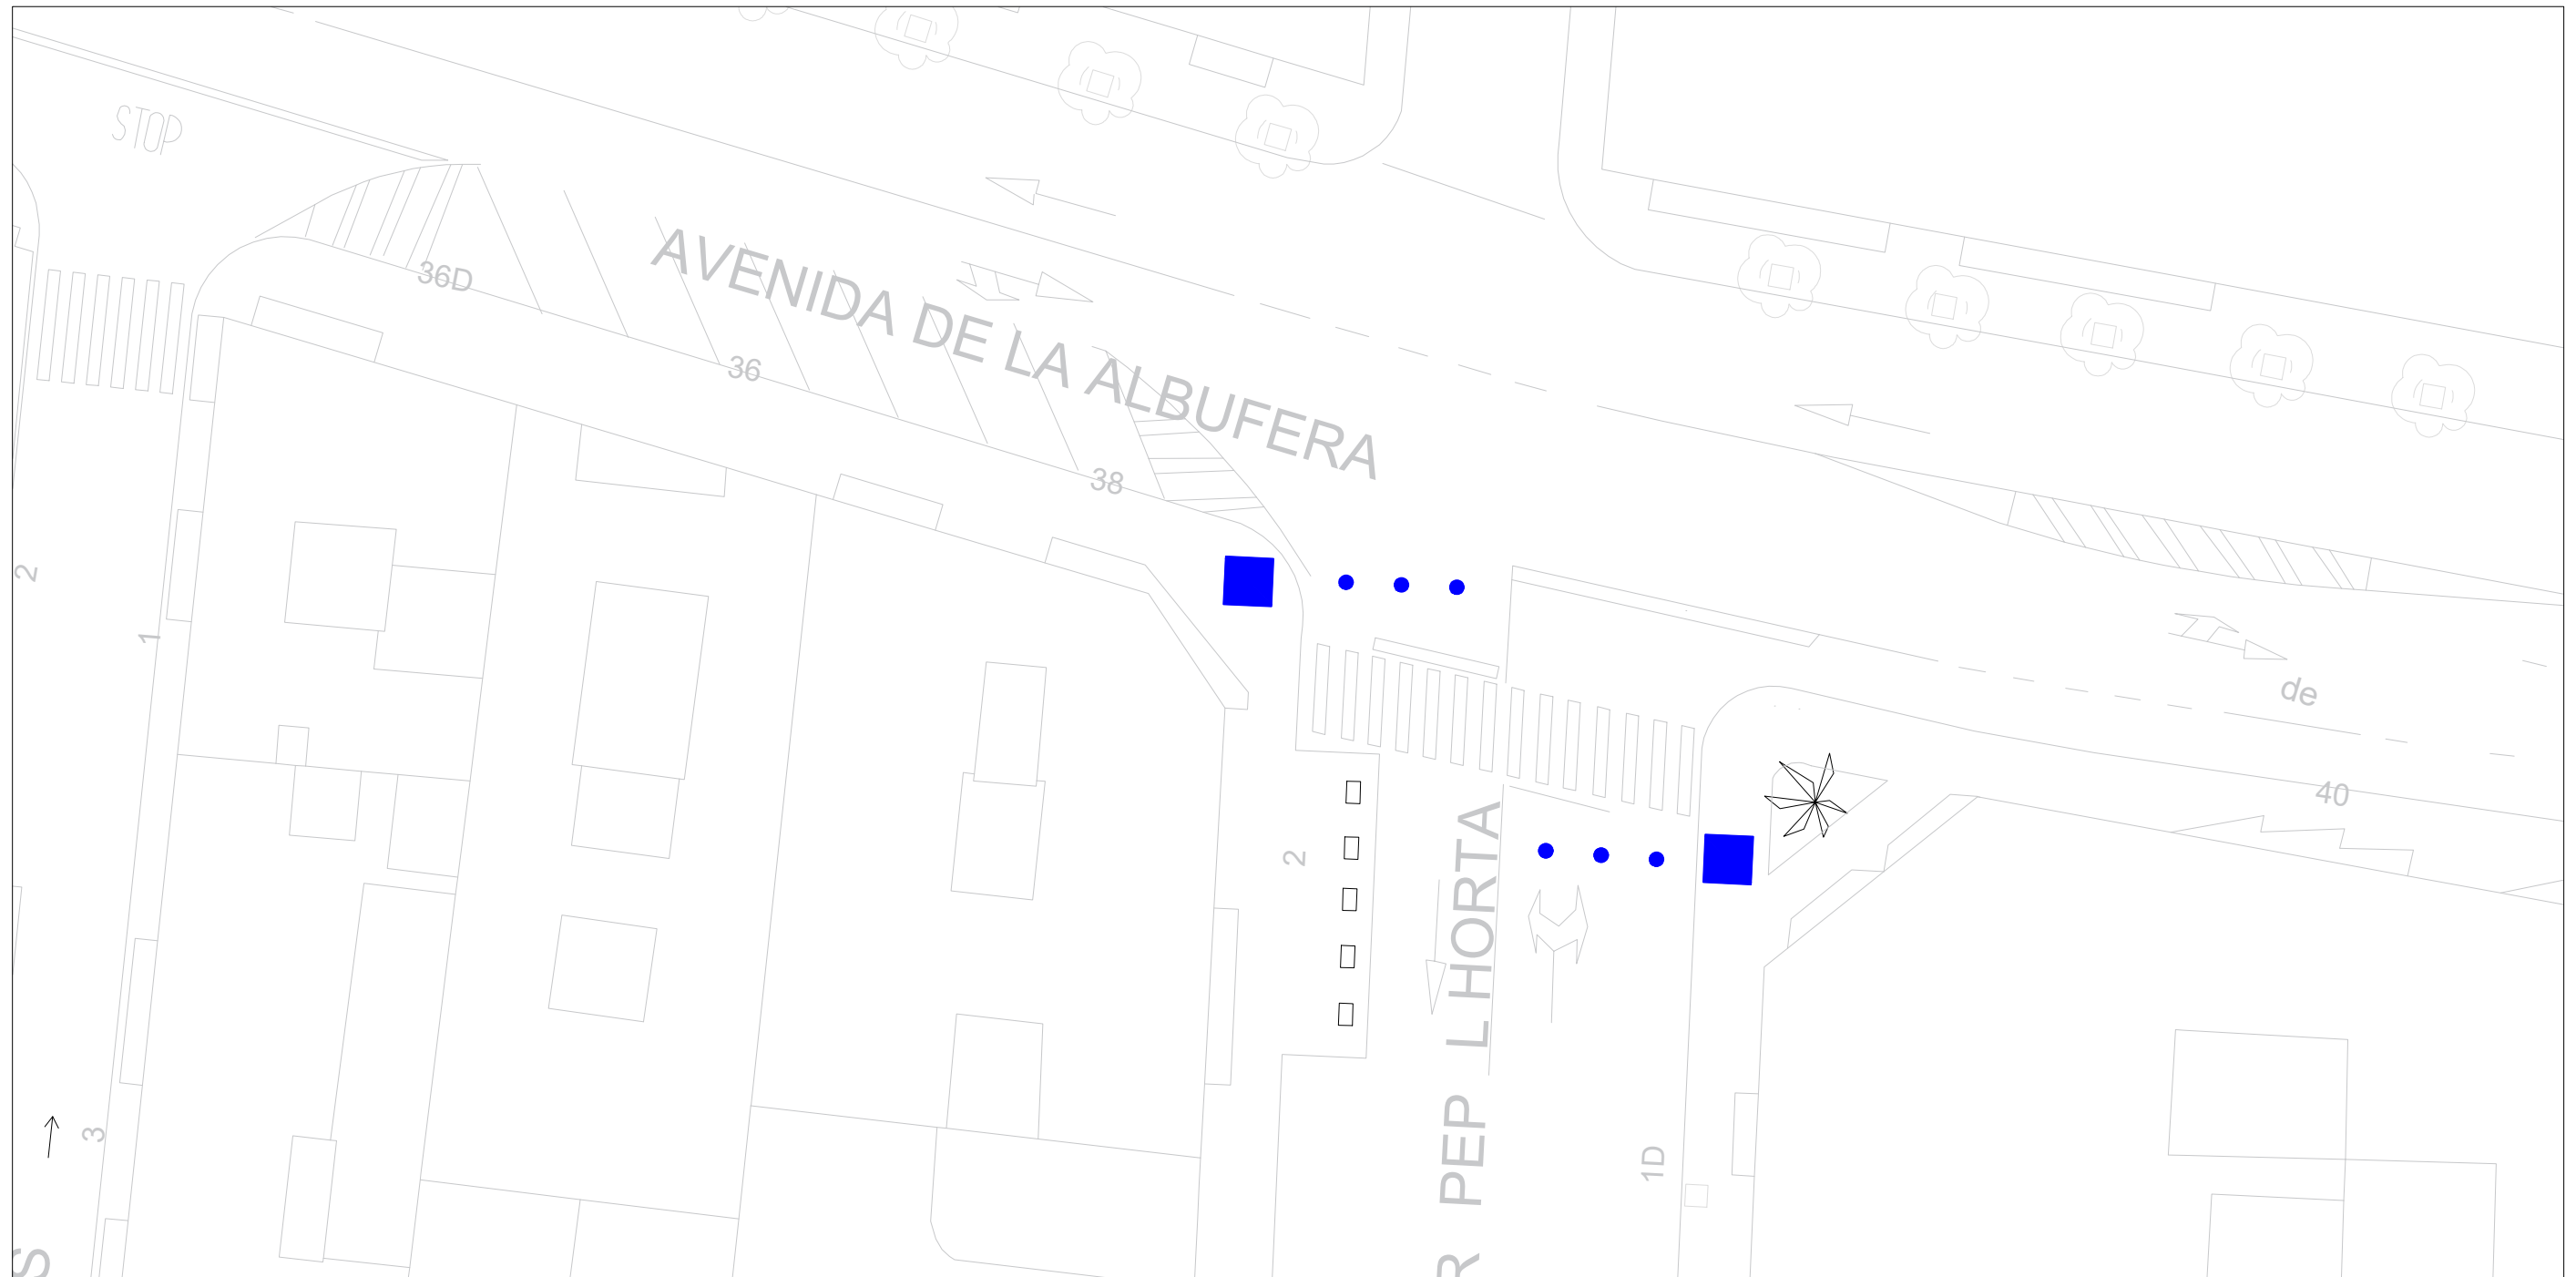 STOP
36D
AVENIDA DE LA ALBUFERA
36
38
2
1
de
40
2
R PEP L HORTA
3
1D
S